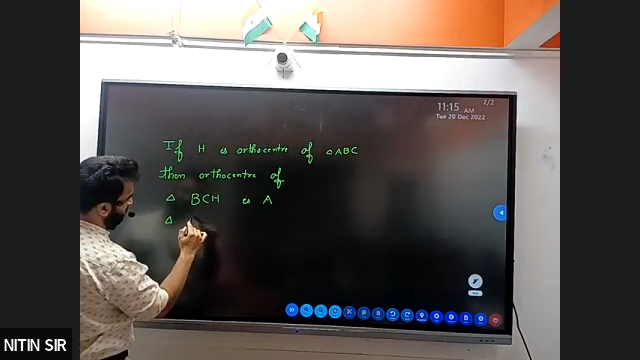 11:15 AM
2/2
Tue 20 Dec 2022
If H is orthocentre of △ABC
then orthocentre of
△ BCH is A
△
NITIN SIR